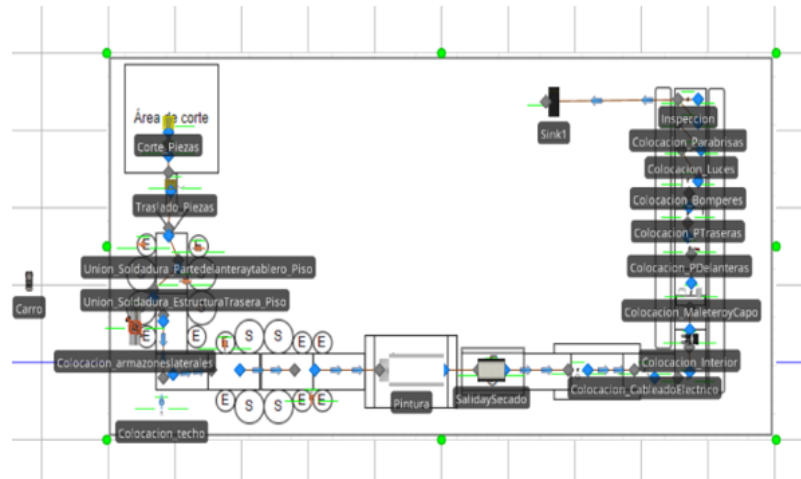 Área de corte
Corte_Piezas
Traslado_Piezas
E E
Union_Soldadura_Partedelanteraytablero_Piso
Union_Soldadura_EstructuraTrasera_Piso
E E
Carro
Colocacion_armazoneslaterales
Colocacion_techo
E S S E E
E S S E E
Pintura
SalidaySecado
Colocacion_CableadoElectrico
Colocacion_Interior
Colocacion_MaleteroyCapo
Colocacion_PDelanteras
Colocacion_PTraseras
Colocacion_Bomperes
Colocacion_Luces
Colocacion_Parabrisas
Inspeccion
Sink1